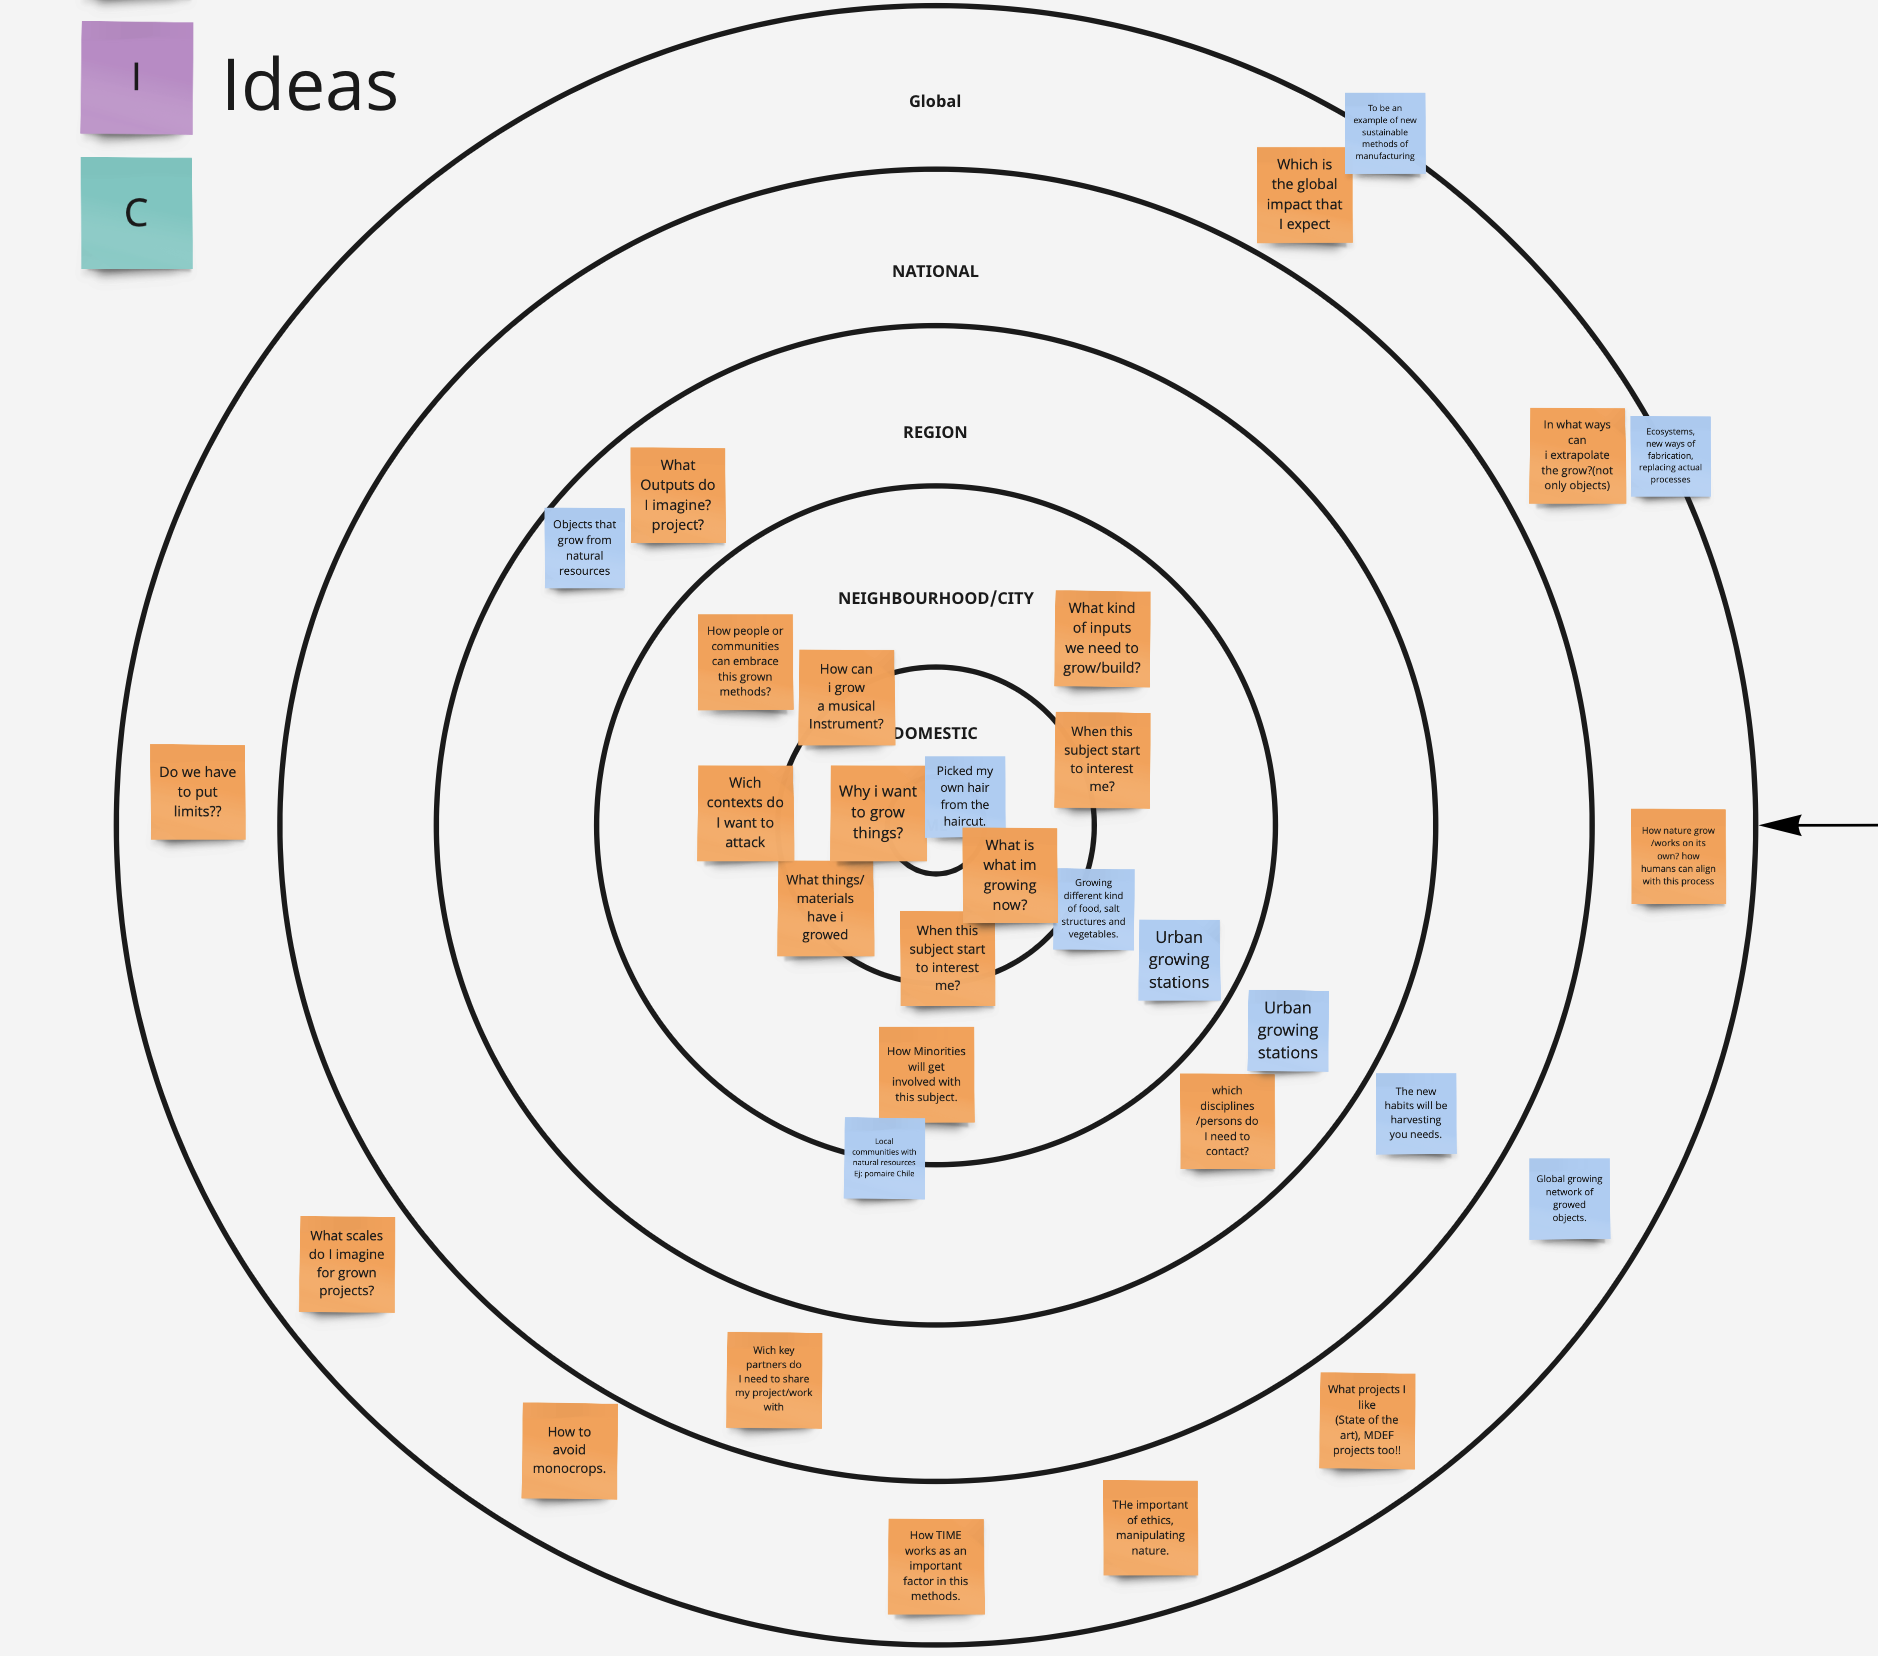 I
Ideas
C
Global
To be an
example of new
sustainable
methods of
manufacturing
Which is
the global
impact that
I expect
NATIONAL
In what ways
can
i extrapolate
the grow?(not
only objects)
Ecosystems,
new ways of
fabrication,
replacing actual
processes
REGION
What
Outputs do
I imagine?
project?
Objects that
grow from
natural
resources
NEIGHBOURHOOD/CITY
What kind
of inputs
we need to
grow/build?
How people or
communities
can embrace
this grown
methods?
How can
i grow
a musical
Instrument?
DOMESTIC
When this
subject start
to interest
me?
Do we have
to put
limits??
Wich
contexts do
I want to
attack
Why i want
to grow
things?
Picked my
own hair
from the
haircut.
What is
what im
growing
now?
How nature grow
/works on its
own? how
humans can align
with this process
What things/
materials
have i
growed
Growing
different kind
of food, salt
structures and
vegetables.
When this
subject start
to interest
me?
Urban
growing
stations
Urban
growing
stations
How Minorities
will get
involved with
this subject.
Local
communities with
natural resources
Ej: pomaire Chile
which
disciplines
/persons do
I need to
contact?
The new
habits will be
harvesting
you needs.
Global growing
network of
growed
objects.
What scales
do I imagine
for grown
projects?
Wich key
partners do
I need to share
my project/work
with
What projects I
like
(State of the
art), MDEF
projects too!!
How to
avoid
monocrops.
THe important
of ethics,
manipulating
nature.
How TIME
works as an
important
factor in this
methods.